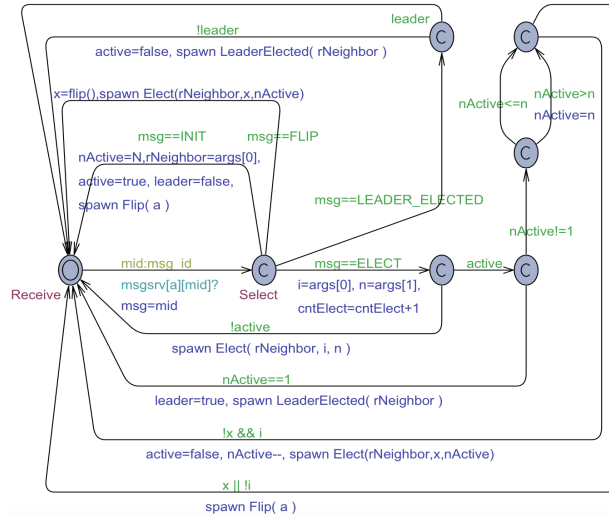 leader
C
C
!leader
active=false, spawn LeaderElected( rNeighbor )
x=flip(),spawn Elect(rNeighbor,x,nActive)
nActive<=n
nActive>n
nActive=n
msg==INIT
msg==FLIP
nActive=N,rNeighbor=args[0],
active=true, leader=false,
spawn Flip( a )
C
msg==LEADER_ELECTED
nActive!=1
mid:msg_id
msgsrv[a][mid]?
msg=mid
C
msg==ELECT
i=args[0], n=args[1],
cntElect=cntElect+1
C
active
C
Receive
Select
!active
spawn Elect( rNeighbor, i, n )
nActive==1
leader=true, spawn LeaderElected( rNeighbor )
!x && i
active=false, nActive--, spawn Elect(rNeighbor,x,nActive)
x || !i
spawn Flip( a )